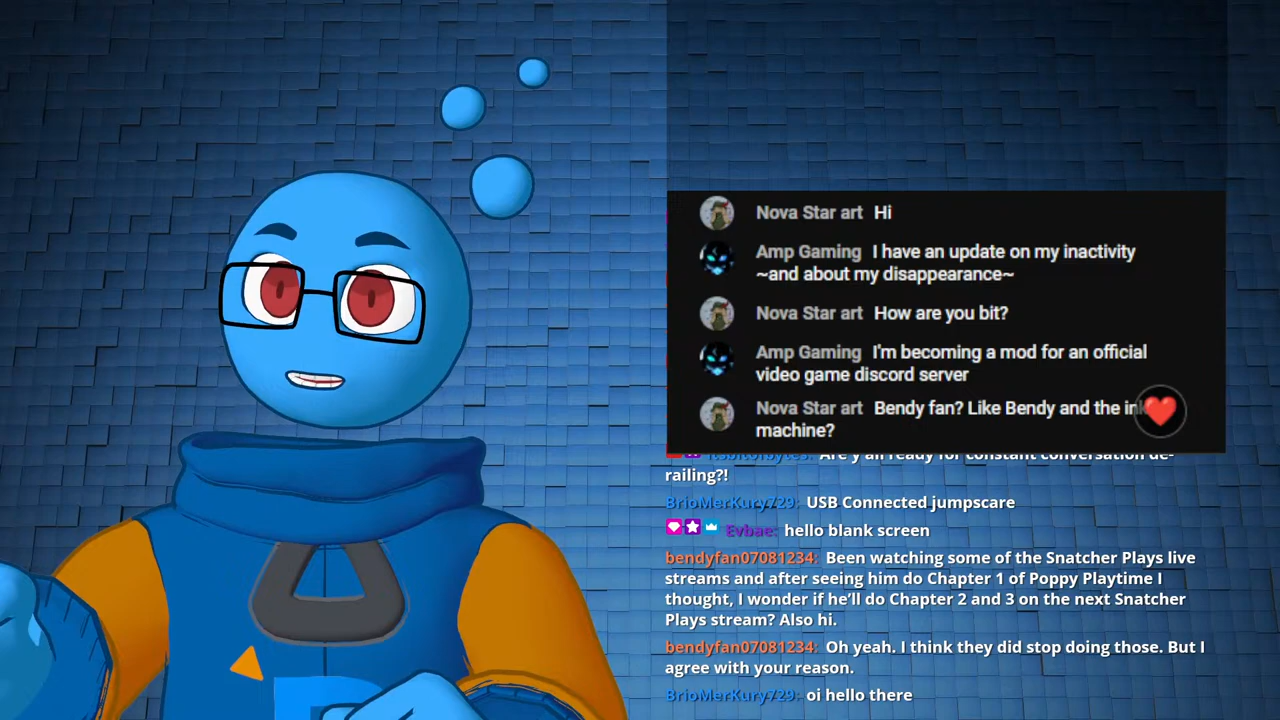 Nova Star art Hi
Amp Gaming I have an update on my inactivity
~and about my disappearance~
Nova Star art How are you bit?
Amp Gaming I'm becoming a mod for an official
video game discord server
Nova Star art Bendy fan? Like Bendy and the ink
machine?
Are y'all ready for constant conversation de-
railing?!
BrioMerKury729: USB Connected jumpscare
Evbae: hello blank screen
bendyfan07081234: Been watching some of the Snatcher Plays live
streams and after seeing him do Chapter 1 of Poppy Playtime I
thought, I wonder if he'll do Chapter 2 and 3 on the next Snatcher
Plays stream? Also hi.
bendyfan07081234: Oh yeah. I think they did stop doing those. But I
agree with your reason.
BrioMerKury729: oi hello there